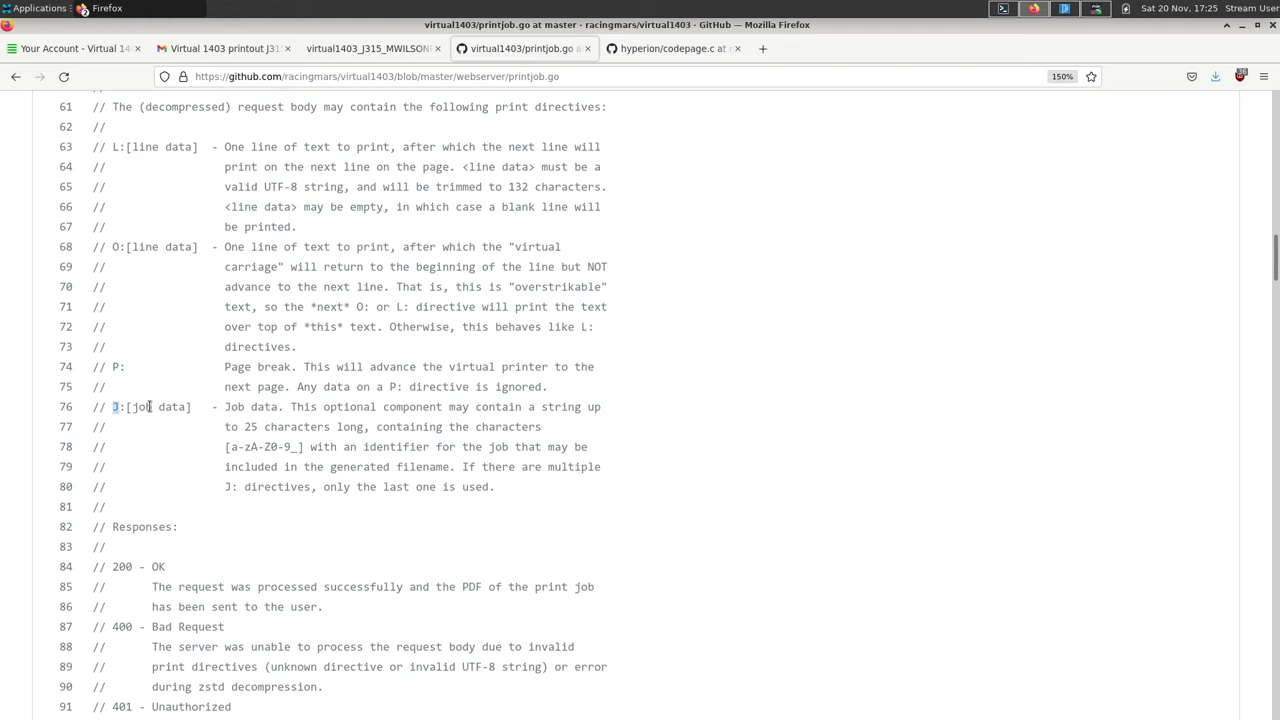 Applications
Firefox
Sat 20 Nov, 17:25 Stream User
virtual1403/printjob.go at master · racingmars/virtual1403 · GitHub — Mozilla Firefox
Your Account - Virtual 14
Virtual 1403 printout J31
virtual1403_J315_MWILSON
virtual1403/printjob.go a
hyperion/codepage.c at r
https://github.com/racingmars/virtual1403/blob/master/webserver/printjob.go
150%
61 // The (decompressed) request body may contain the following print directives:
62 //
63 // L:[line data] - One line of text to print, after which the next line will
64 // print on the next line on the page. <line data> must be a
65 // valid UTF-8 string, and will be trimmed to 132 characters.
66 // <line data> may be empty, in which case a blank line will
67 // be printed.
68 // O:[line data] - One line of text to print, after which the "virtual
69 // carriage" will return to the beginning of the line but NOT
70 // advance to the next line. That is, this is "overstrikable"
71 // text, so the *next* O: or L: directive will print the text
72 // over top of *this* text. Otherwise, this behaves like L:
73 // directives.
74 // P: Page break. This will advance the virtual printer to the
75 // next page. Any data on a P: directive is ignored.
76 // J:[job data] - Job data. This optional component may contain a string up
77 // to 25 characters long, containing the characters
78 // [a-zA-Z0-9_] with an identifier for the job that may be
79 // included in the generated filename. If there are multiple
80 // J: directives, only the last one is used.
81 //
82 // Responses:
83 //
84 // 200 - OK
85 // The request was processed successfully and the PDF of the print job
86 // has been sent to the user.
87 // 400 - Bad Request
88 // The server was unable to process the request body due to invalid
89 // print directives (unknown directive or invalid UTF-8 string) or error
90 // during zstd decompression.
91 // 401 - Unauthorized